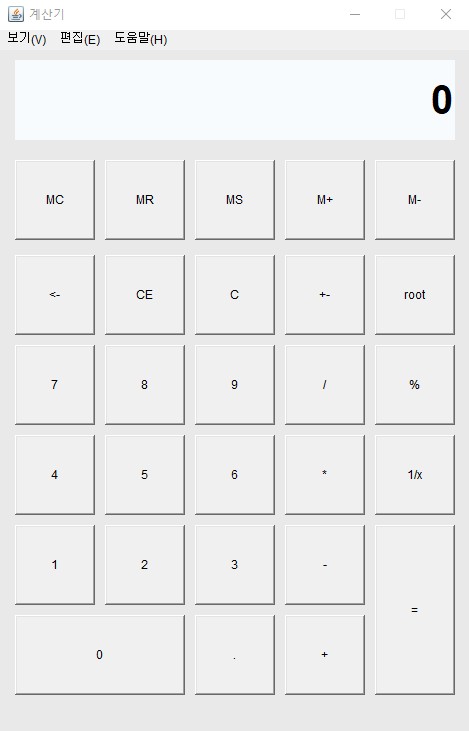 계산기
보기(V) 편집(E) 도움말(H)
0
MC MR MS M+ M-
<- CE C +- root
7 8 9 / %
4 5 6 * 1/x
1 2 3 -
=
0 . +